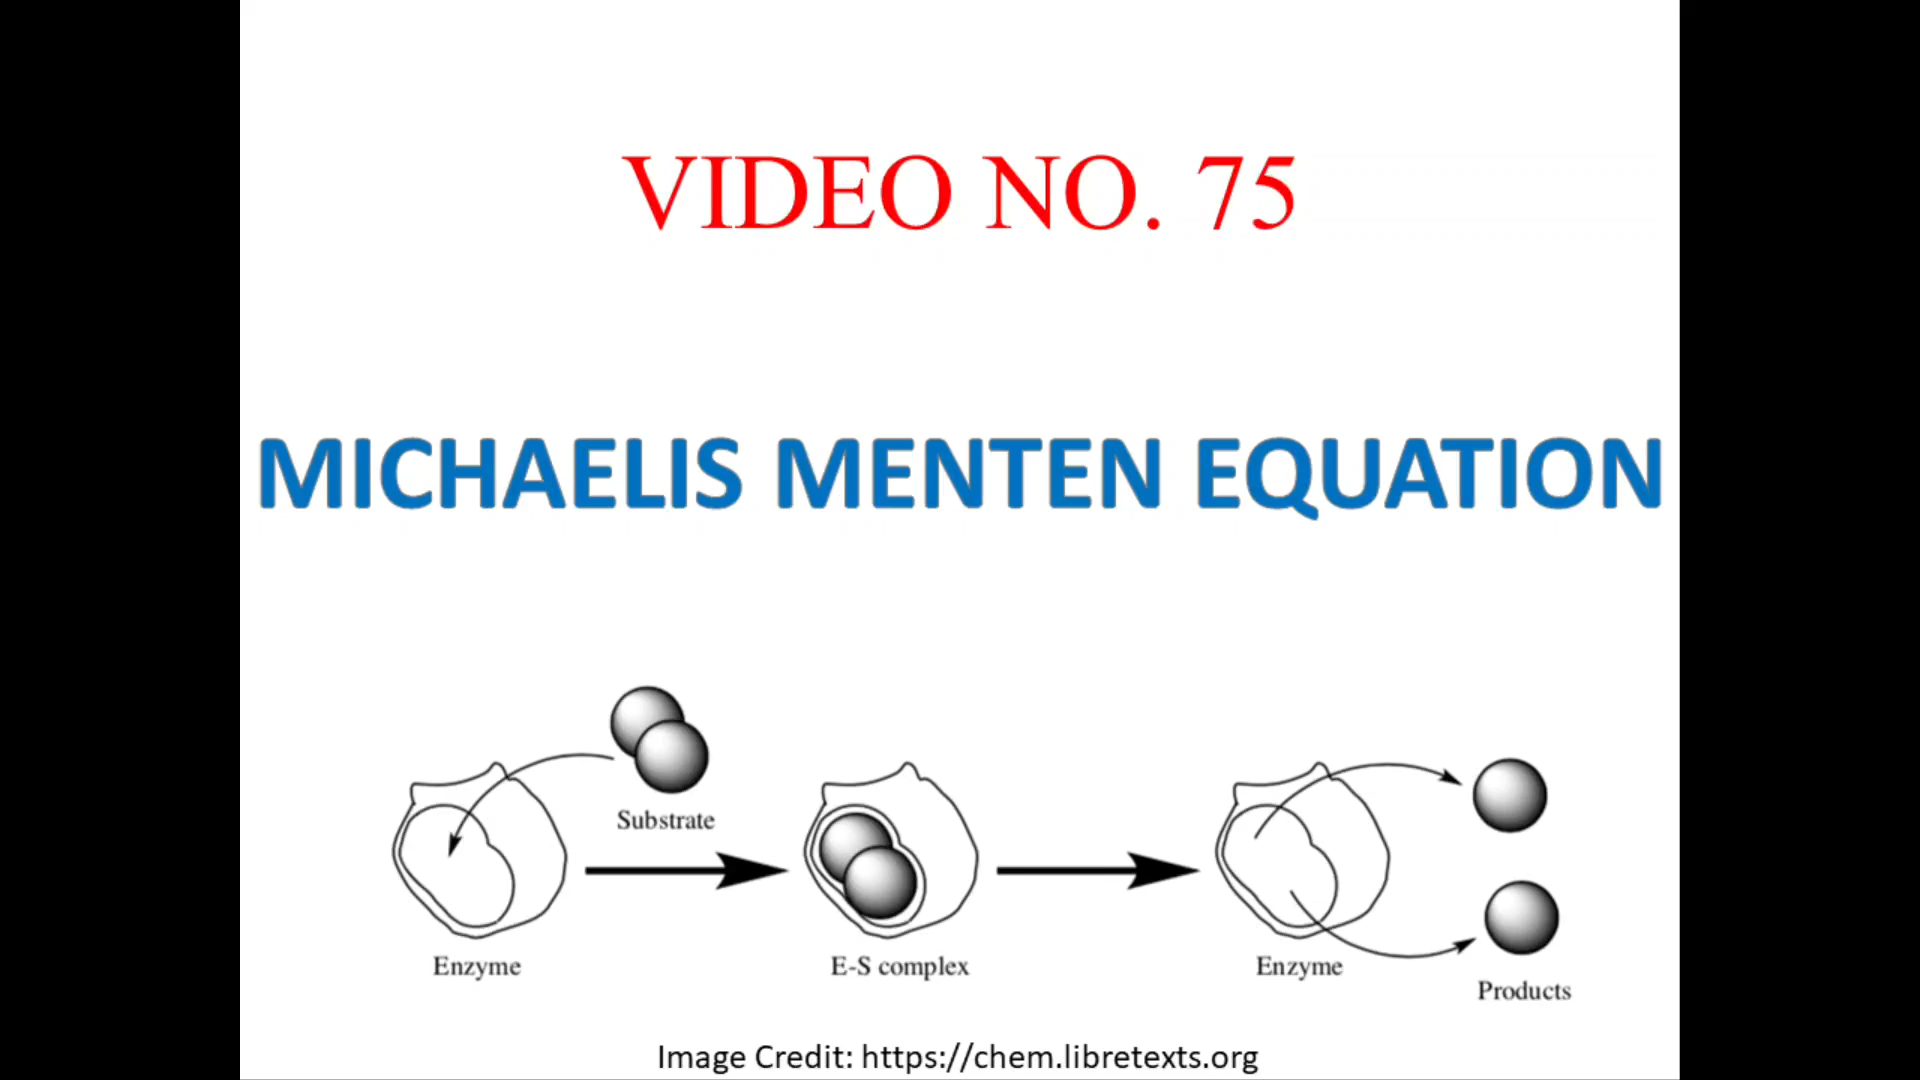 VIDEO NO. 75
MICHAELIS MENTEN EQUATION
Substrate
Enzyme
E-S complex
Enzyme
Products
Image Credit: https://chem.libretexts.org